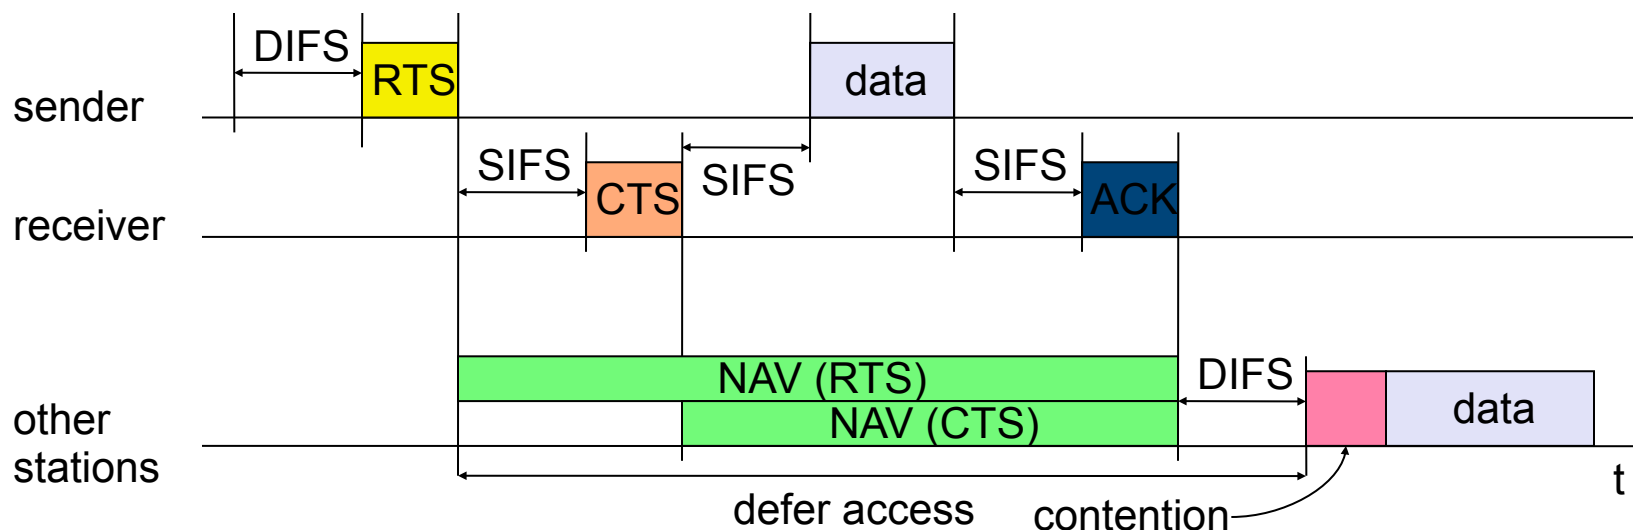 DIFS
RTS
data
sender
SIFS
CTS
SIFS
SIFS
ACK
receiver
NAV (RTS)
DIFS
NAV (CTS)
data
other
stations
t
defer access
contention